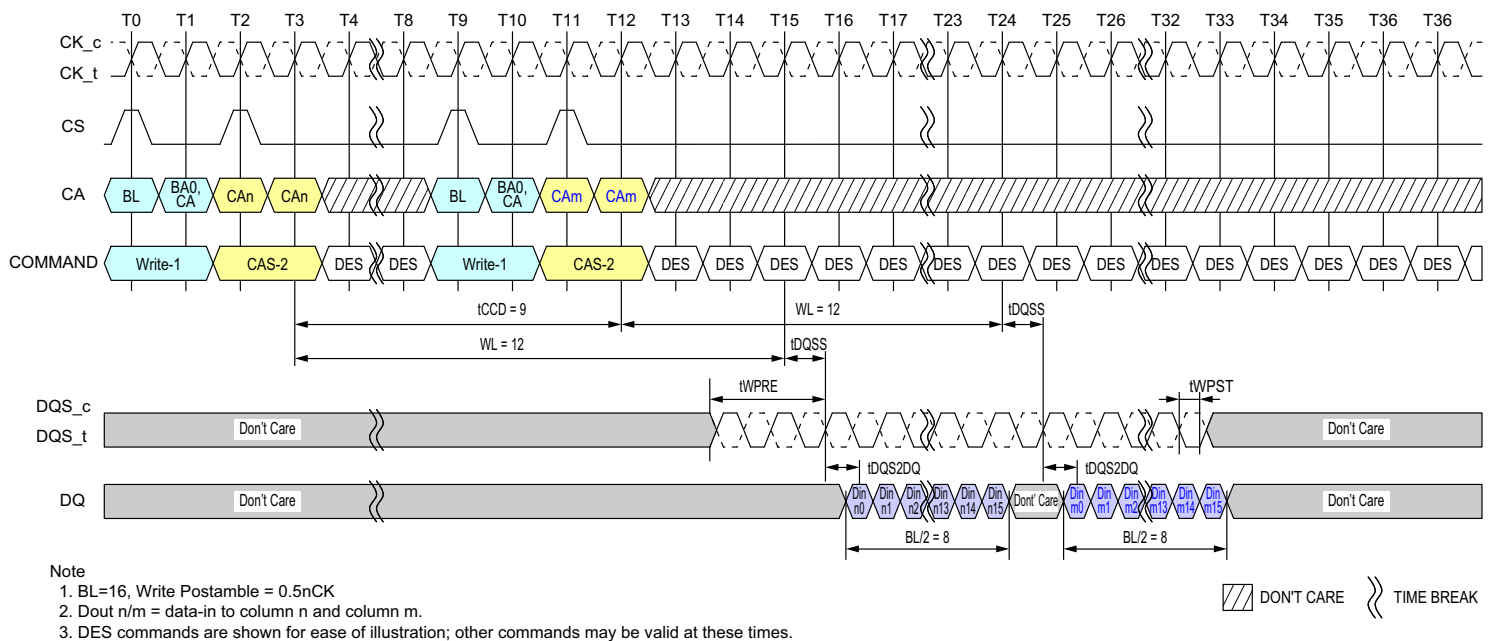 T0 T1 T2 T3 T4 T8 T9 T10 T11 T12 T13 T14 T15 T16 T17 T23 T24 T25 T26 T32 T33 T34 T35 T36 T36
CK_c
CK_t
CS
CA BL BA0, CA CAn CAn BL BA0, CA CAm CAm
COMMAND Write-1 CAS-2 DES DES Write-1 CAS-2 DES DES DES DES DES DES DES DES DES DES DES DES DES DES DES
tCCD = 9 WL = 12 tDQSS
WL = 12 tDQSS
tWPRE tWPST
DQS_c
DQS_t Don't Care Don't Care
tDQS2DQ tDQS2DQ
DQ Don't Care Din n0 Din n1 Din n2 Din n13 Din n14 Din n15 Dont' Care Din m0 Din m1 Din m2 Din m13 Din m14 Din m15 Don't Care
BL/2 = 8 BL/2 = 8
Note
1. BL=16, Write Postamble = 0.5nCK
2. Dout n/m = data-in to column n and column m.
3. DES commands are shown for ease of illustration; other commands may be valid at these times.
DON'T CARE TIME BREAK